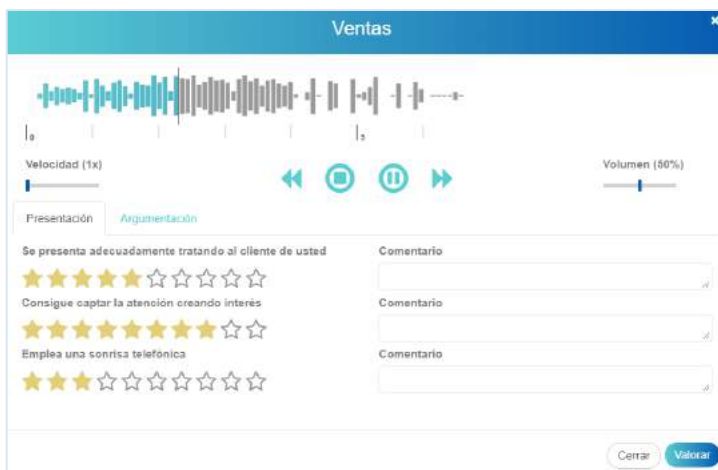 Ventas
0 5
Velocidad (1x)
Volumen (50%)
Presentación Argumentación
Se presenta adecuadamente tratando al cliente de usted
Comentario
Consigue captar la atención creando interés
Comentario
Emplea una sonrisa telefónica
Comentario
Cerrar Valorar